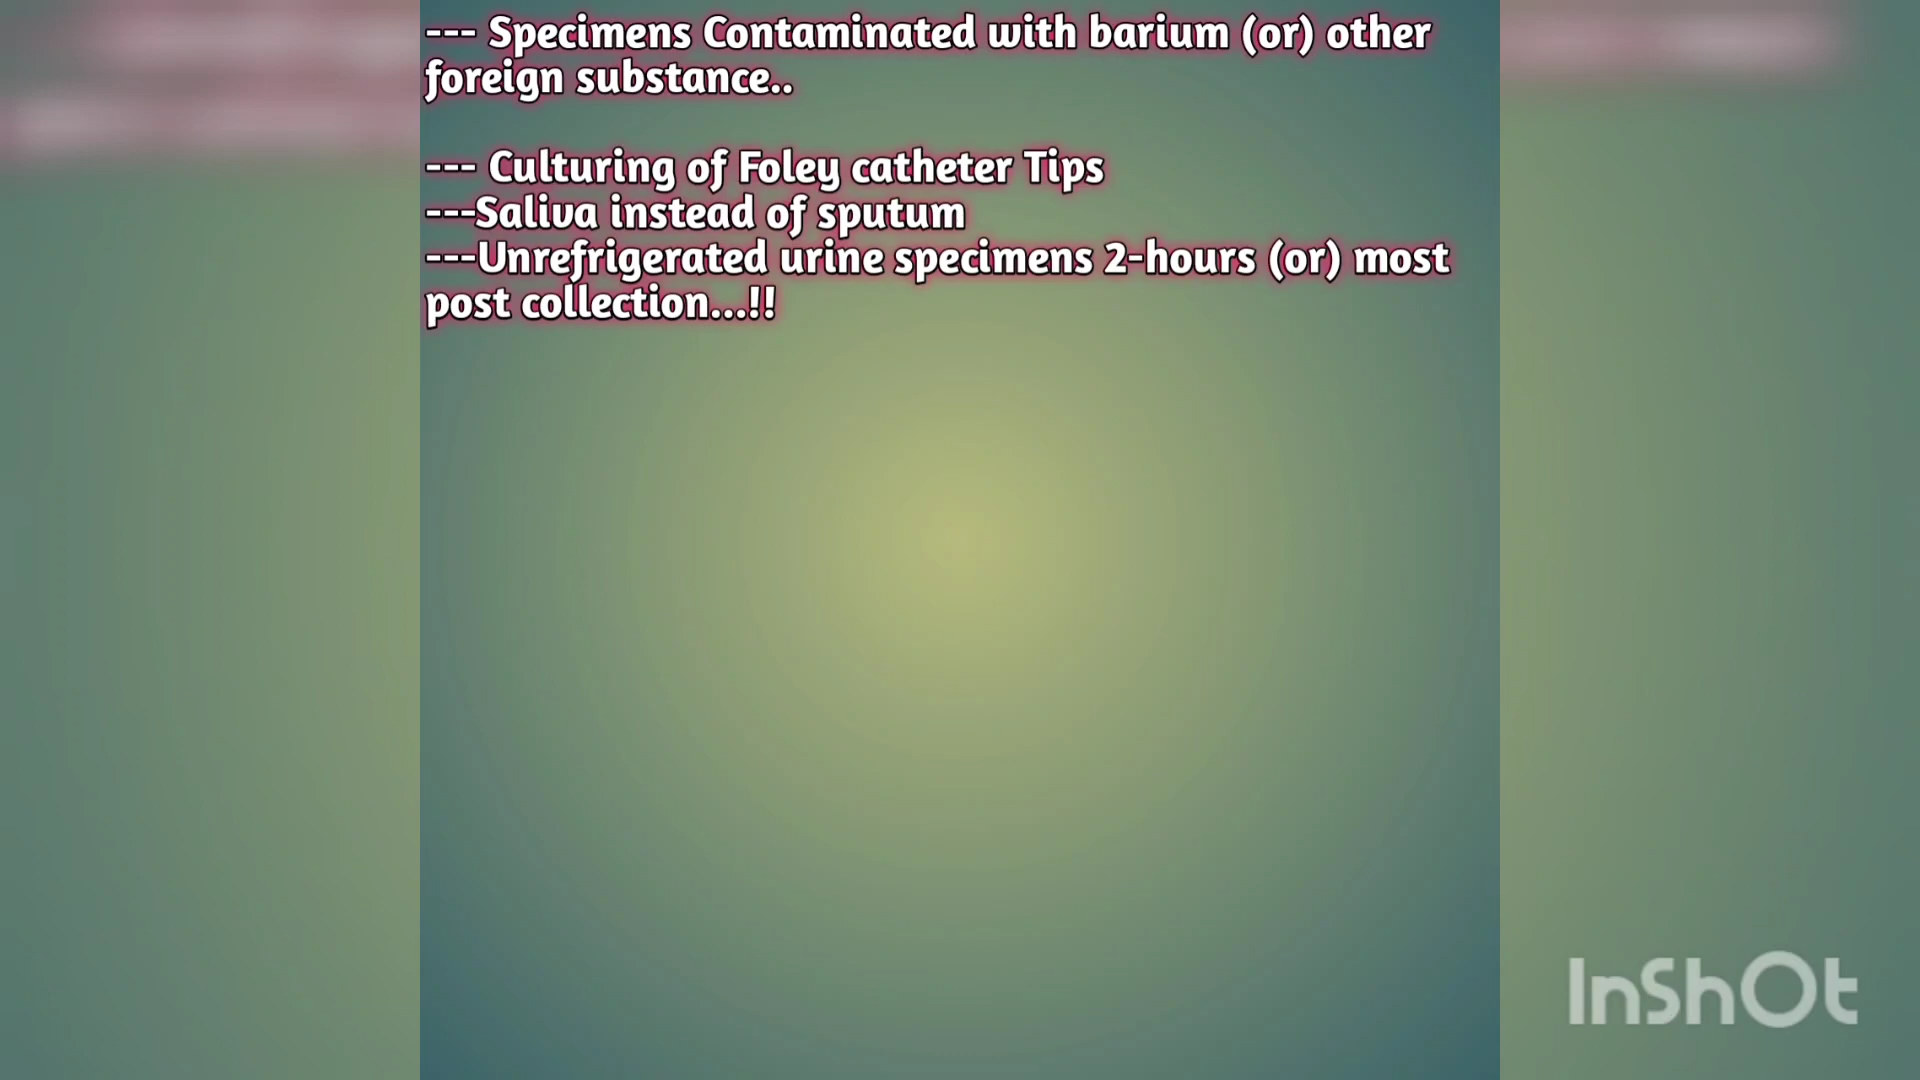 --- Specimens Contaminated with barium (or) other
foreign substance..
--- Culturing of Foley catheter Tips
---Saliva instead of sputum
---Unrefrigerated urine specimens 2-hours (or) most
post collection...!!
InShOt